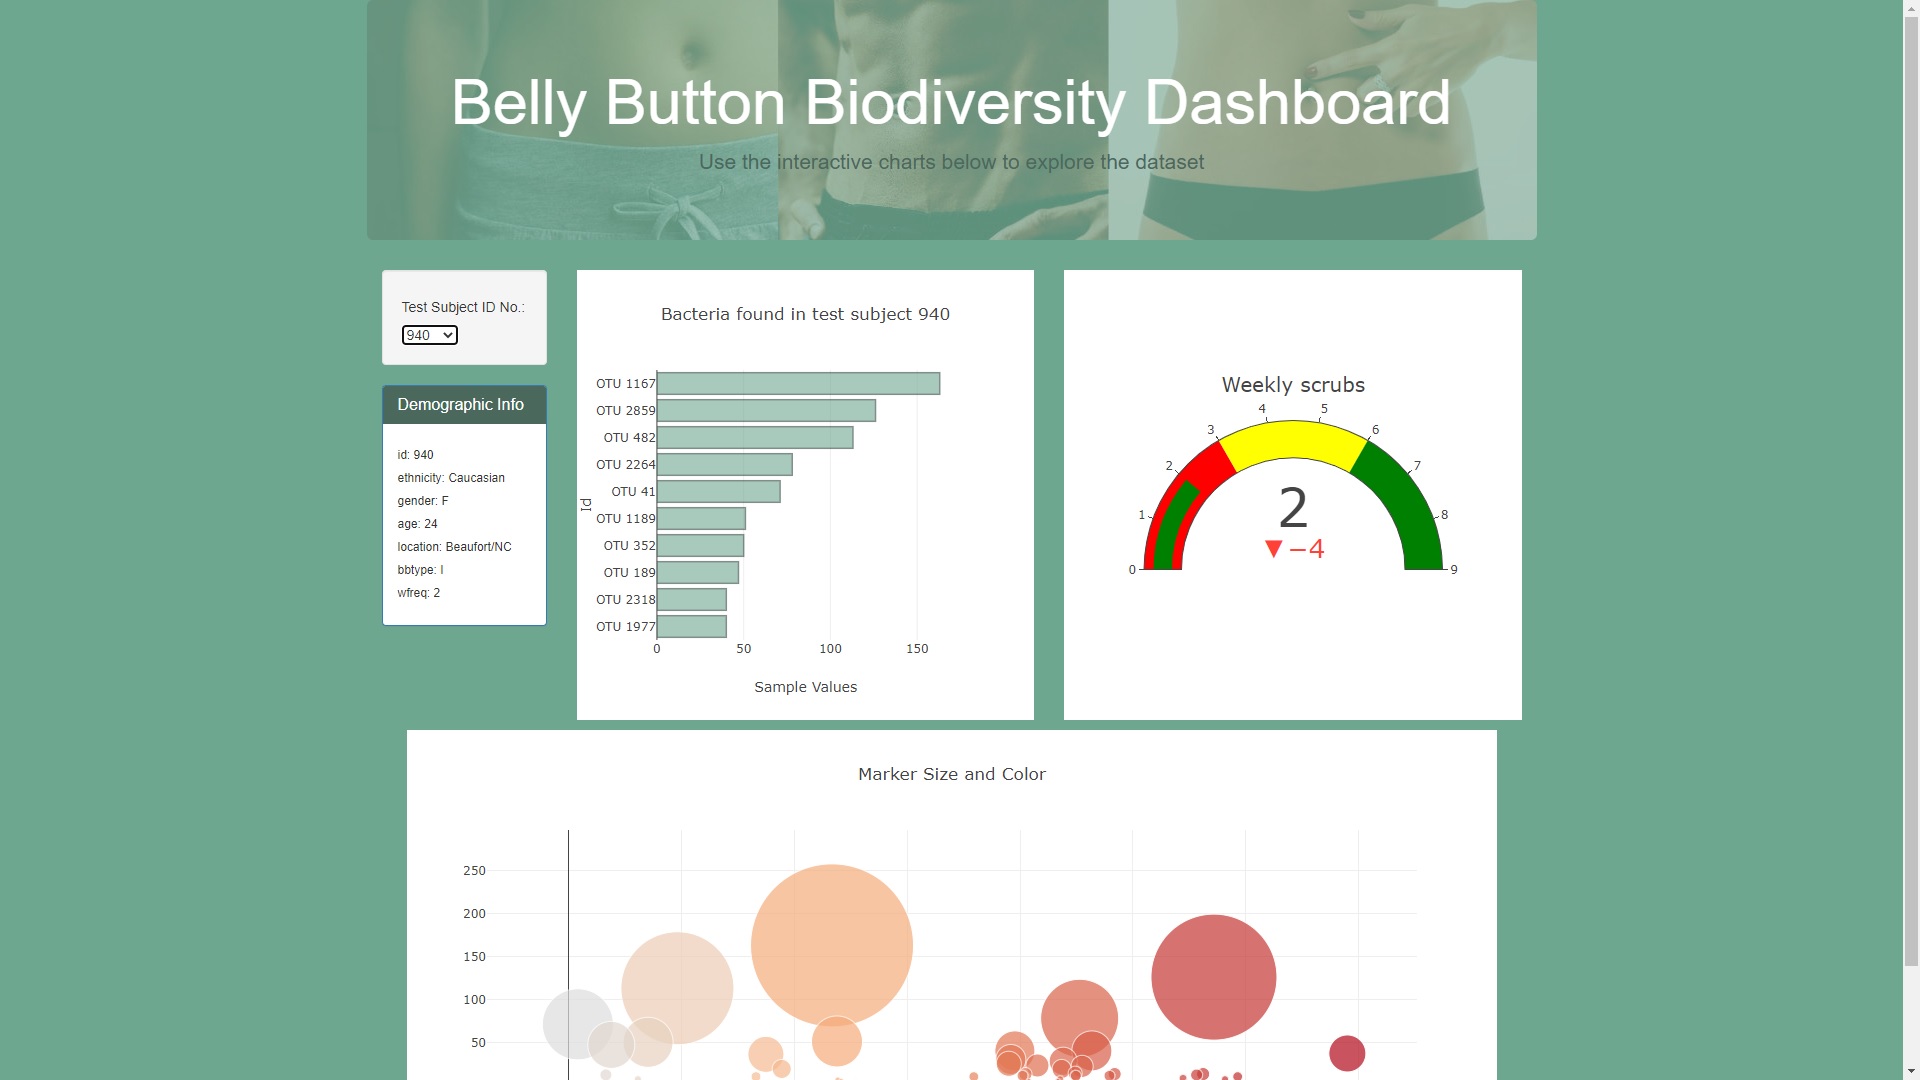 Belly Button Biodiversity Dashboard
Use the interactive charts below to explore the dataset
Test Subject ID No.:
940
Demographic Info
id: 940
ethnicity: Caucasian
gender: F
age: 24
location: Beaufort/NC
bbtype: I
wfreq: 2
Bacteria found in test subject 940
OTU 1167
OTU 2859
OTU 482
OTU 2264
OTU 41
OTU 1189
OTU 352
OTU 189
OTU 2318
OTU 1977
Id
0 50 100 150
Sample Values
Weekly scrubs
0 1 2 3 4 5 6 7 8 9
2
▼−4
Marker Size and Color
250
200
150
100
50